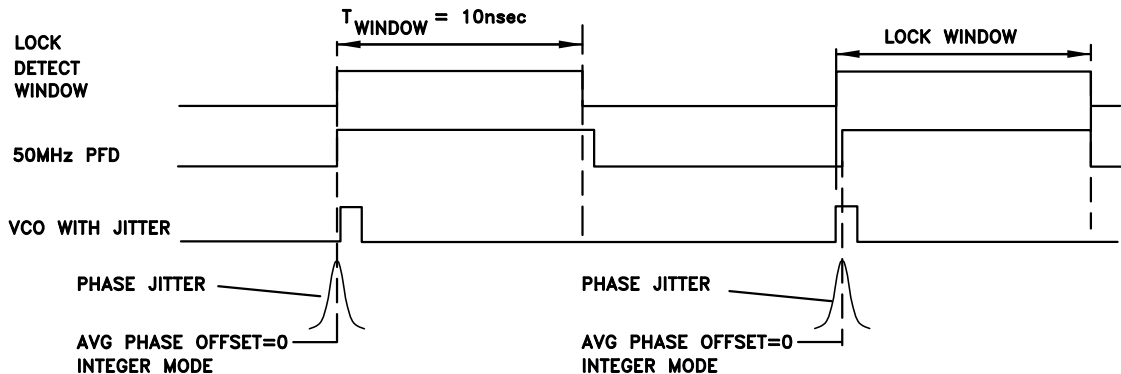 T WINDOW = 10nsec
LOCK WINDOW
LOCK
DETECT
WINDOW
50MHz PFD
VCO WITH JITTER
PHASE JITTER
PHASE JITTER
AVG PHASE OFFSET=0
INTEGER MODE
AVG PHASE OFFSET=0
INTEGER MODE